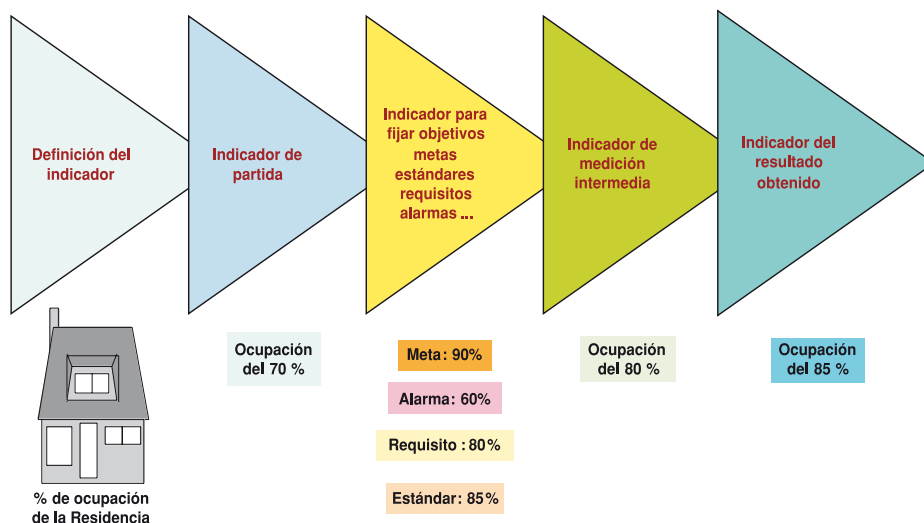 Definición del
indicador
Indicador de
partida
Indicador para
fijar objetivos
metas
estándares
requisitos
alarmas ...
Indicador de
medición
intermedia
Indicador del
resultado
obtenido
% de ocupación
de la Residencia
Ocupación
del 70 %
Meta: 90%
Alarma: 60%
Requisito : 80%
Estándar: 85%
Ocupación
del 80 %
Ocupación
del 85 %